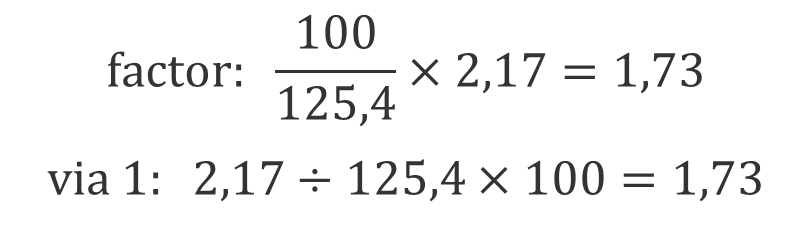 factor: 100/125,4 × 2,17 = 1,73
via 1: 2,17 ÷ 125,4 × 100 = 1,73